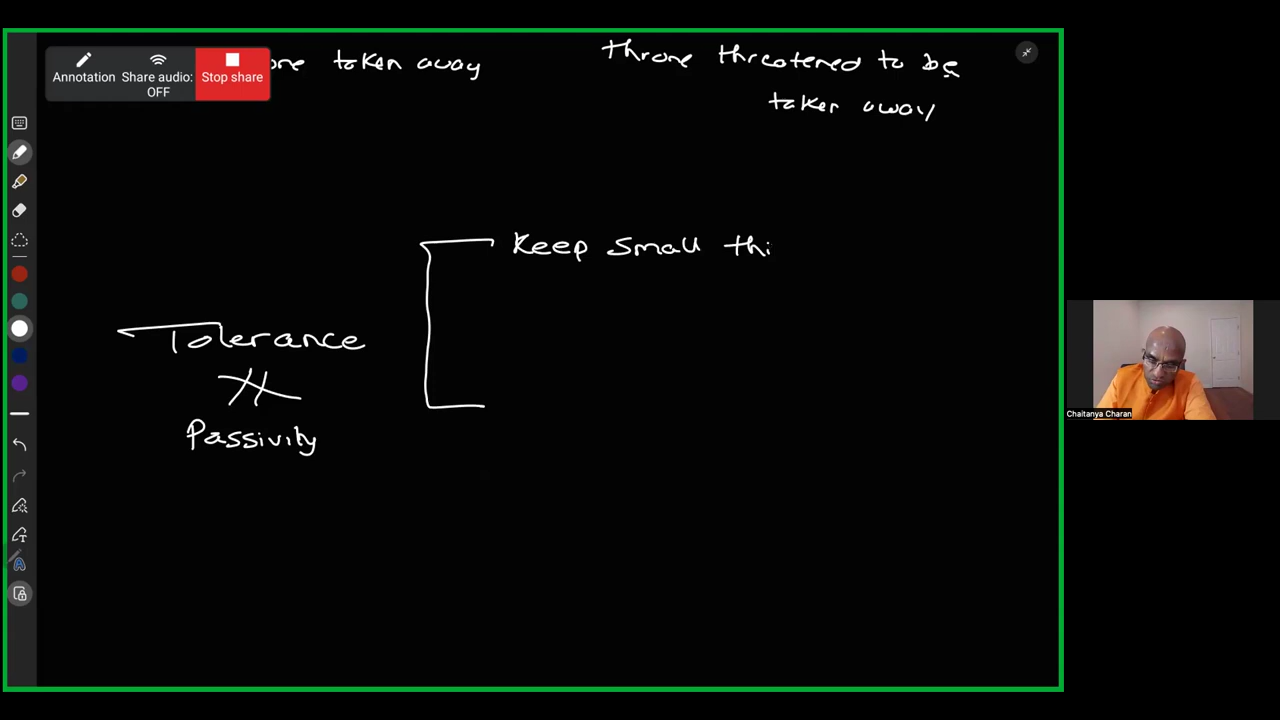 one taken away
throne threatened to be
taken away
Annotation
Share audio:
OFF
Stop share
Keep small thi
Tolerance
Passivity
Chaitanya Charan